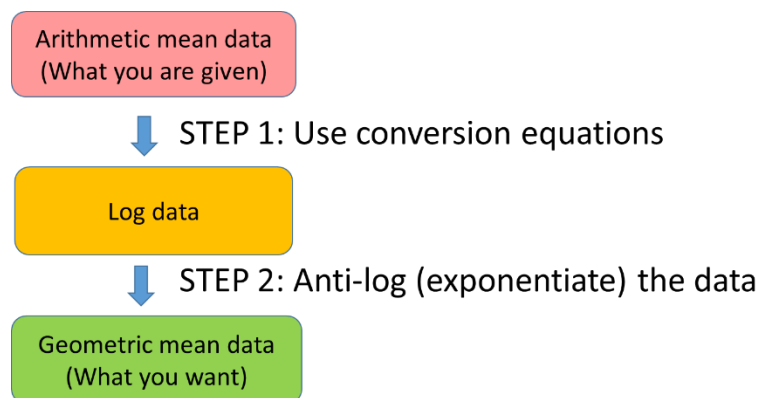 Arithmetic mean data
(What you are given)
STEP 1: Use conversion equations
Log data
STEP 2: Anti-log (exponentiate) the data
Geometric mean data
(What you want)